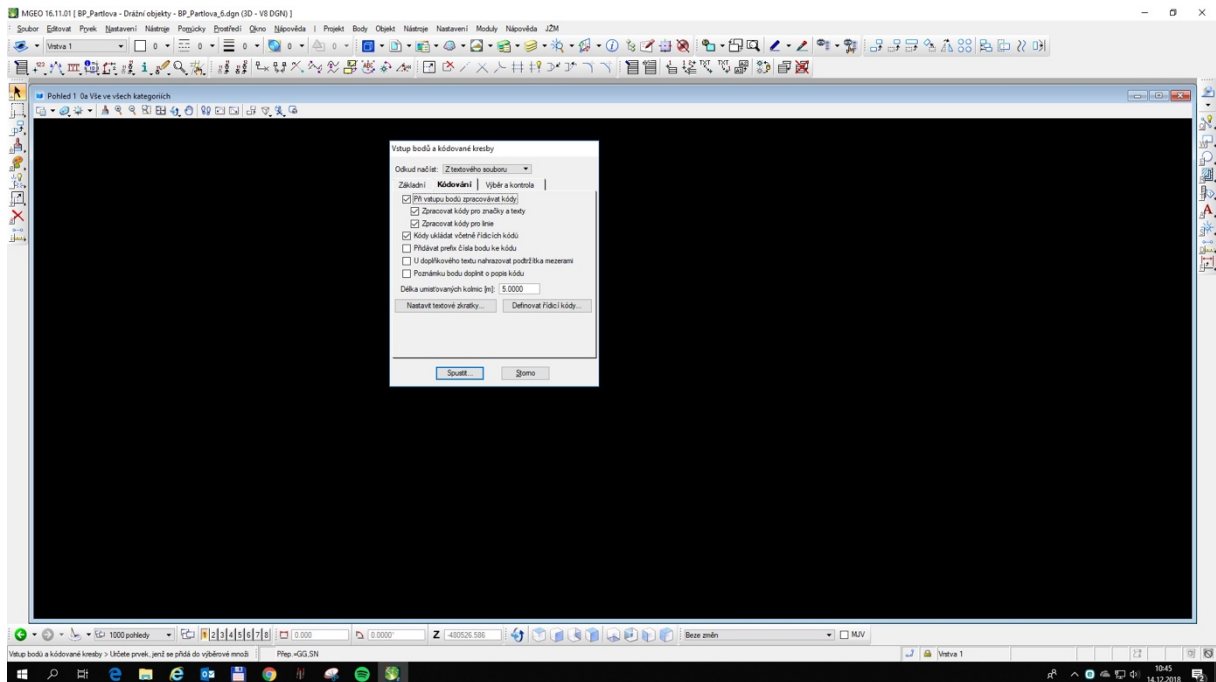 MGEO 16.11.01 [ BP_Partlova - Drážní objekty - BP_Partlova_6.dgn (3D - V8 DGN) ]
Soubor Editovat Prvek Nastavení Nástroje Pomůcky Prostředí Okno Nápověda | Projekt Body Objekt Nástroje Nastavení Moduly Nápověda JŽM
Vrstva 1 0 0 0 0 0
Pohled 1 0a Vše ve všech kategoriích
Vstup bodů a kódované kresby
Odkud načíst: Z textového souboru
Základní Kódování Výběr a kontrola
Při vstupu bodů zpracovávat kódy
Zpracovat kódy pro značky a texty
Zpracovat kódy pro linie
Kódy ukládat včetně řídicích kódů
Přidávat prefix čísla bodu ke kódu
U doplňkového textu nahrazovat podtržítka mezerami
Poznámku bodu doplnit o popis kódu
Délka umisťovaných kolmic [m]: 5.0000
Nastavit textové zkratky... Definovat řídicí kódy...
Spustit... Storno
1000 pohledy 1 2 3 4 5 6 7 8 0.000 0.0000° Z -480526.586 Beze změn MJV
Vstup bodů a kódované kresby > Určete prvek, jenž se přidá do výběrové množi Přep.=GG,SN Vrstva 1
10:45
14.12.2018